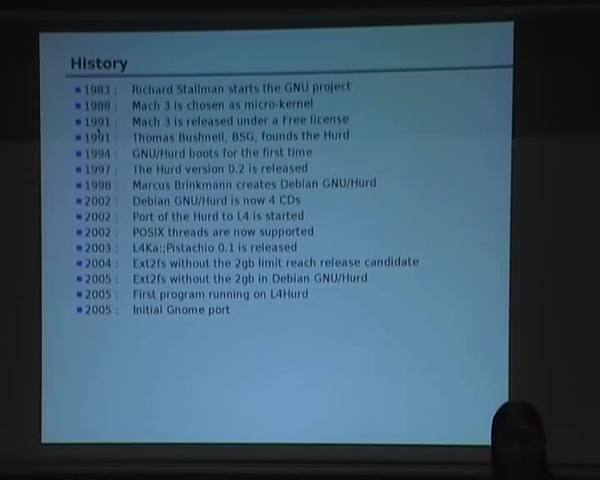 History
1983 : Richard Stallman starts the GNU project
1988 : Mach 3 is chosen as micro-kernel
1991 : Mach 3 is released under a Free license
1991 : Thomas Bushnell, BSG, founds the Hurd
1994 : GNU/Hurd boots for the first time
1997 : The Hurd version 0.2 is released
1998 : Marcus Brinkmann creates Debian GNU/Hurd
2002 : Debian GNU/Hurd is now 4 CDs
2002 : Port of the Hurd to L4 is started
2002 : POSIX threads are now supported
2003 : L4Ka::Pistachio 0.1 is released
2004 : Ext2fs without the 2gb limit reach release candidate
2005 : Ext2fs without the 2gb in Debian GNU/Hurd
2005 : First program running on L4Hurd
2005 : Initial Gnome port